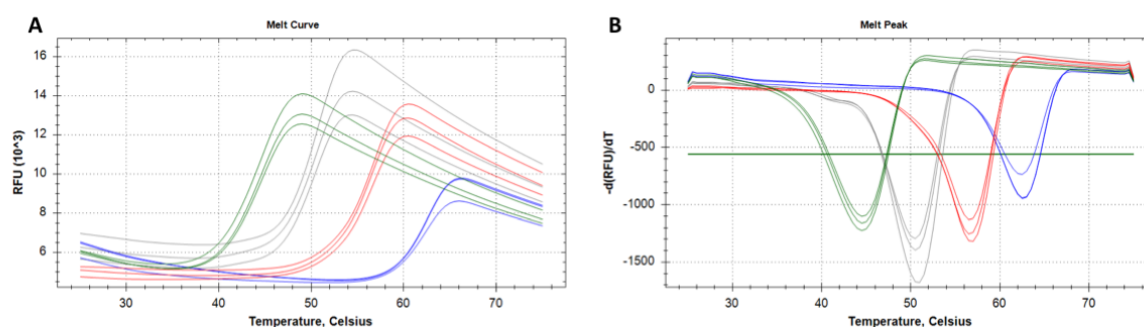 A
Melt Curve
16
14
12
10
8
6
RFU (10^3)
30
40
50
60
70
Temperature, Celsius
B
Melt Peak
0
-500
-1000
-1500
-d(RFU)/dT
30
40
50
60
70
Temperature, Celsius